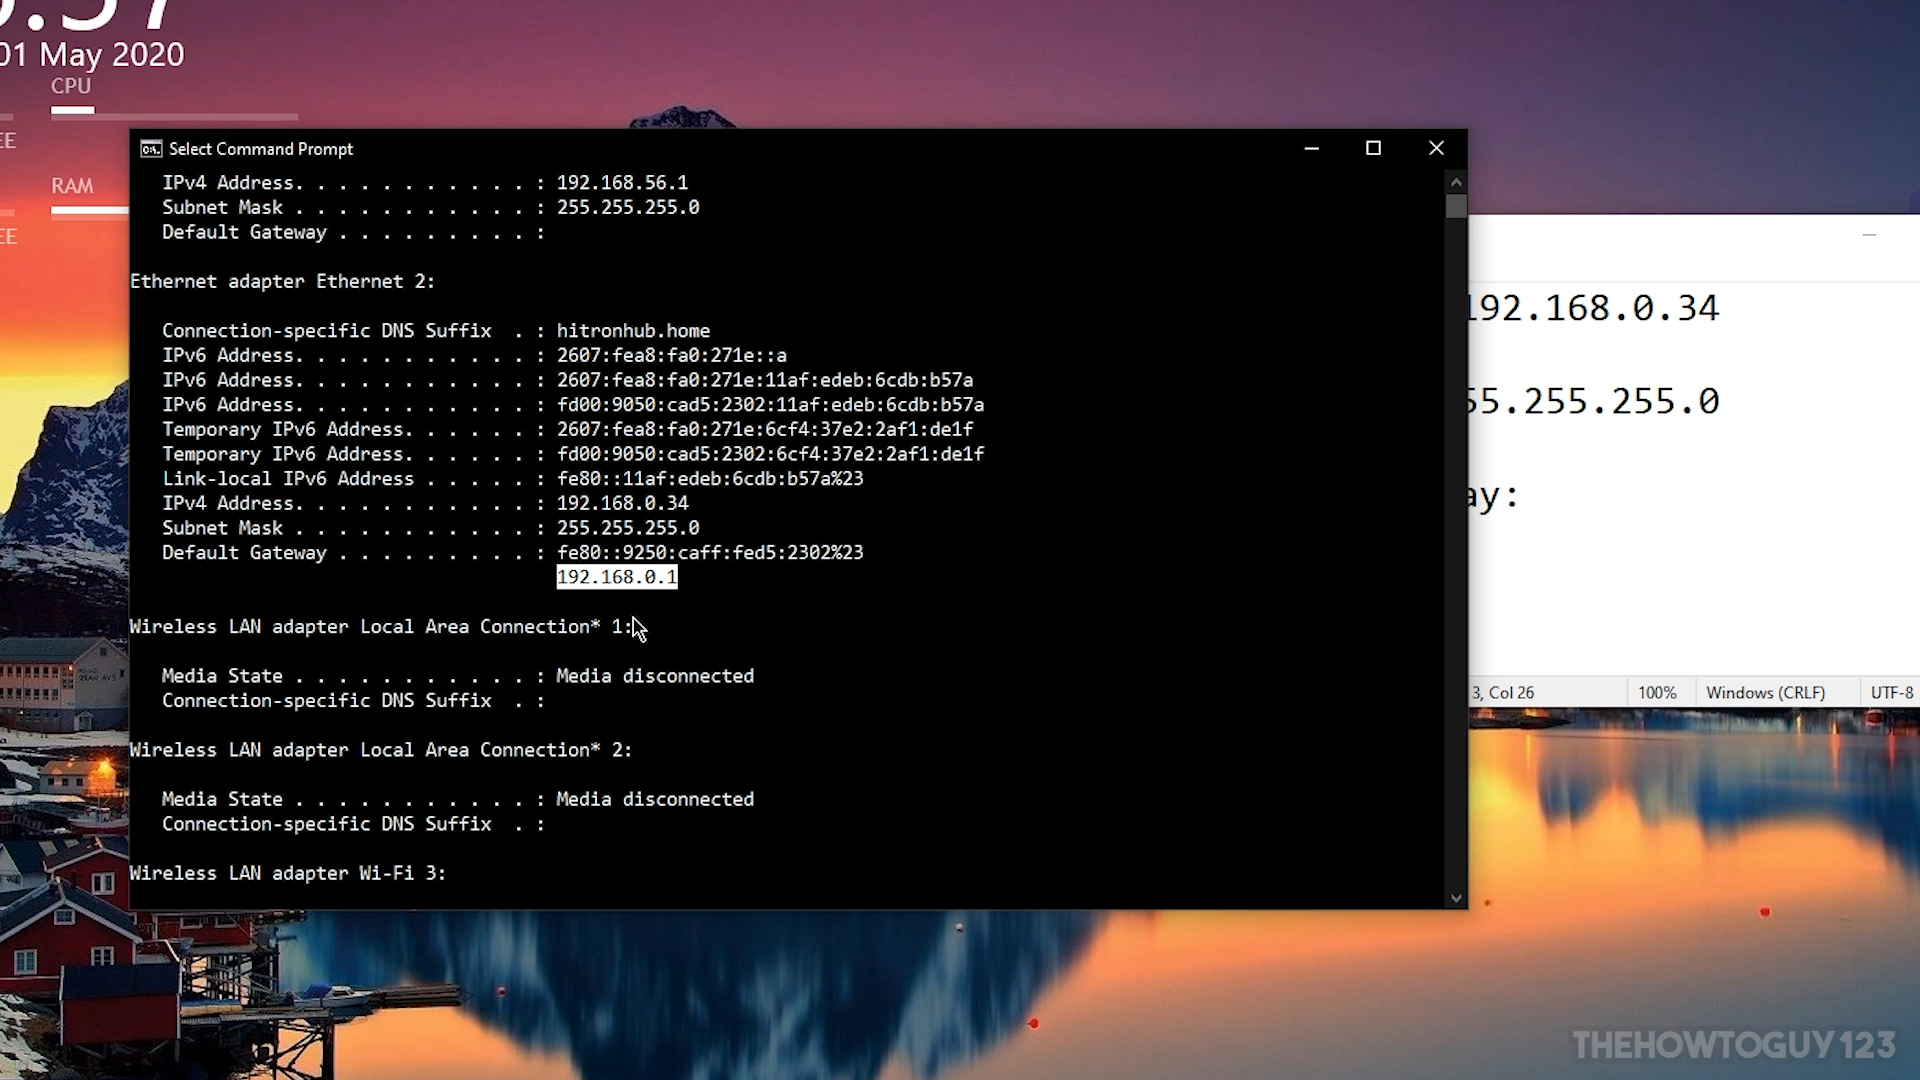 01 May 2020
CPU
RAM
Select Command Prompt
IPv4 Address. . . . . . . . . . . : 192.168.56.1
Subnet Mask . . . . . . . . . . . : 255.255.255.0
Default Gateway . . . . . . . . . :
Ethernet adapter Ethernet 2:
Connection-specific DNS Suffix  . : hitronhub.home
IPv6 Address. . . . . . . . . . . : 2607:fea8:fa0:271e::a
IPv6 Address. . . . . . . . . . . : 2607:fea8:fa0:271e:11af:edeb:6cdb:b57a
IPv6 Address. . . . . . . . . . . : fd00:9050:cad5:2302:11af:edeb:6cdb:b57a
Temporary IPv6 Address. . . . . . : 2607:fea8:fa0:271e:6cf4:37e2:2af1:de1f
Temporary IPv6 Address. . . . . . : fd00:9050:cad5:2302:6cf4:37e2:2af1:de1f
Link-local IPv6 Address . . . . . : fe80::11af:edeb:6cdb:b57a%23
IPv4 Address. . . . . . . . . . . : 192.168.0.34
Subnet Mask . . . . . . . . . . . : 255.255.255.0
Default Gateway . . . . . . . . . : fe80::9250:caff:fed5:2302%23
192.168.0.1
Wireless LAN adapter Local Area Connection* 1:
Media State . . . . . . . . . . . : Media disconnected
Connection-specific DNS Suffix  . :
Wireless LAN adapter Local Area Connection* 2:
Media State . . . . . . . . . . . : Media disconnected
Connection-specific DNS Suffix  . :
Wireless LAN adapter Wi-Fi 3:
192.168.0.34
55.255.255.0
ay:
3, Col 26
100%
Windows (CRLF)
UTF-8
THEHOWTOGUY123